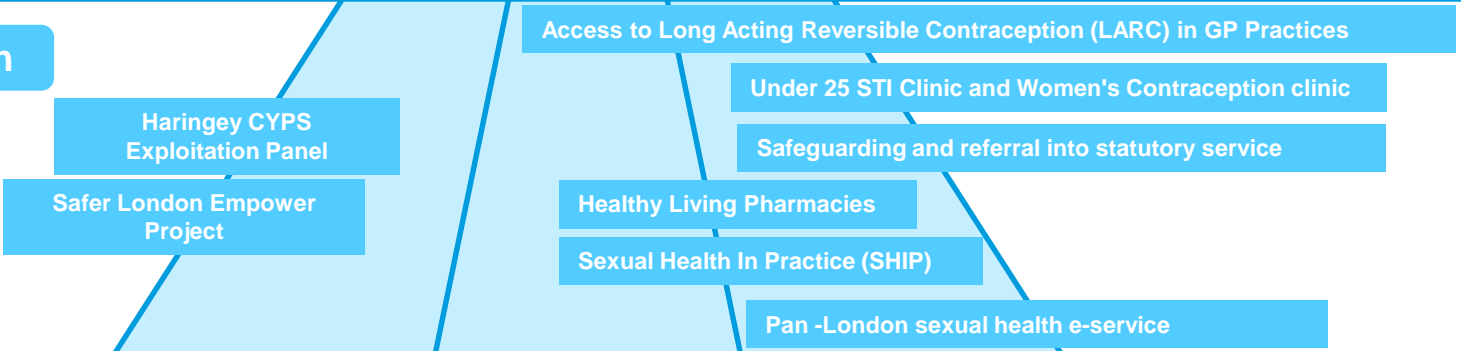 Access to Long Acting Reversible Contraception (LARC) in GP Practices
n
Under 25 STI Clinic and Women's Contraception clinic
Haringey CYPS
Exploitation Panel
Safeguarding and referral into statutory service
Safer London Empower
Project
Healthy Living Pharmacies
Sexual Health In Practice (SHIP)
Pan -London sexual health e-service